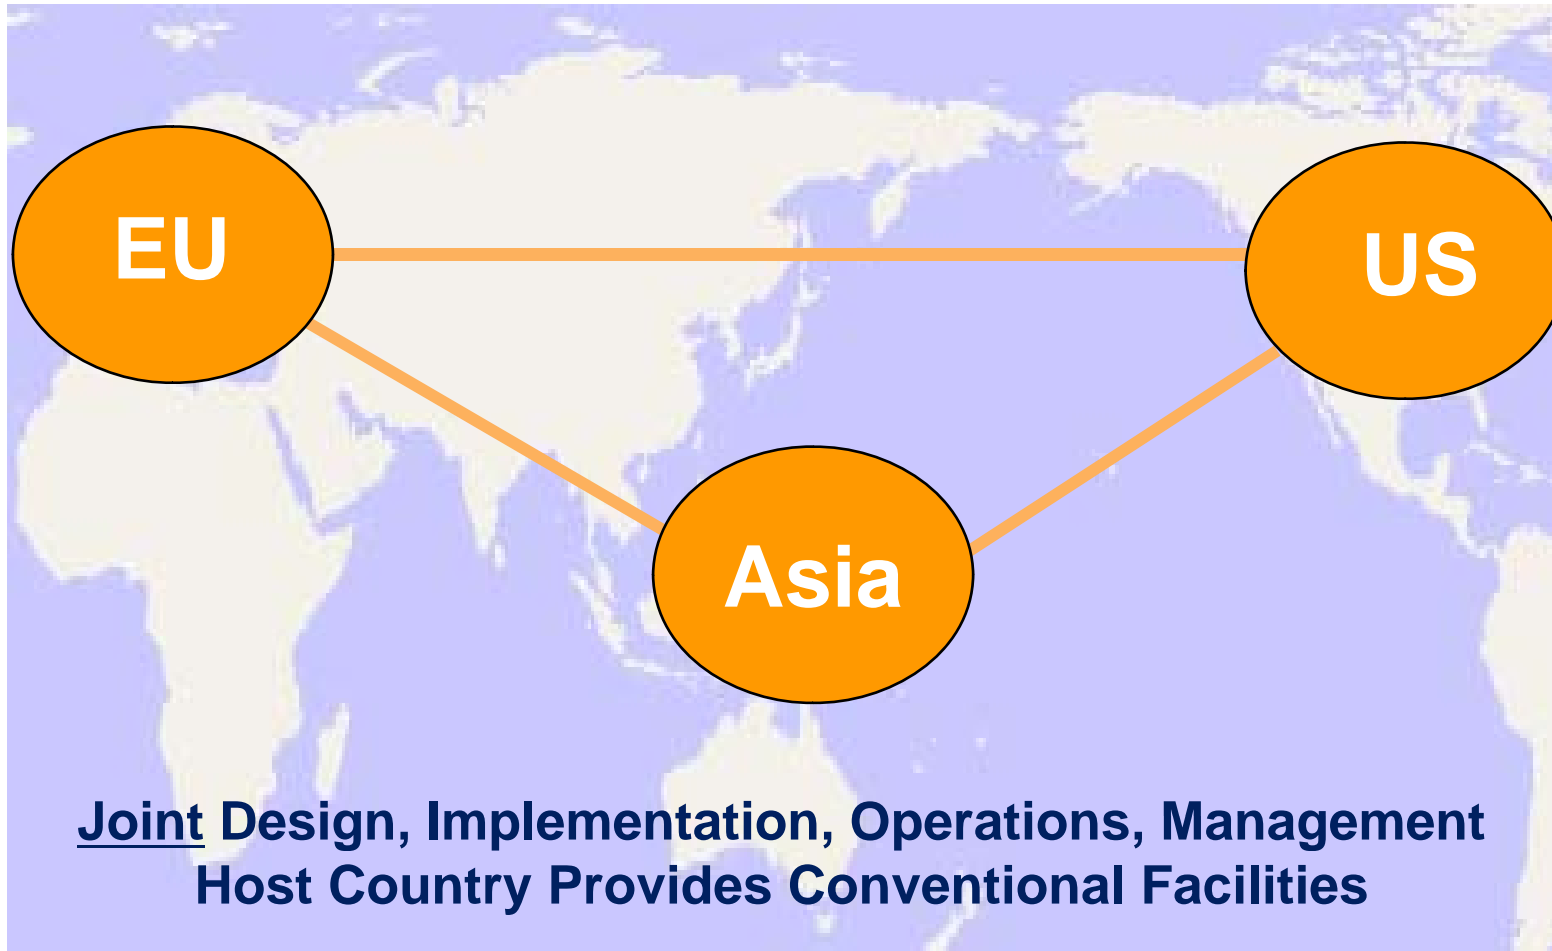 EU
US
Asia
Joint Design, Implementation, Operations, Management
Host Country Provides Conventional Facilities